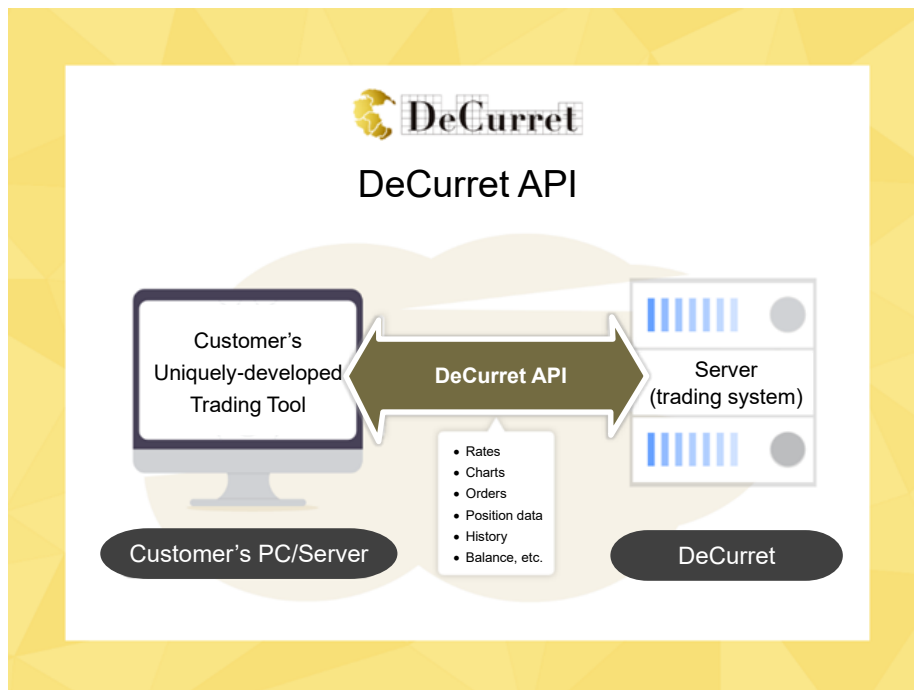 DeCurret
DeCurret API
Customer’s
Uniquely-developed
Trading Tool
DeCurret API
Server
(trading system)
• Rates
• Charts
• Orders
• Position data
• History
• Balance, etc.
Customer’s PC/Server
DeCurret